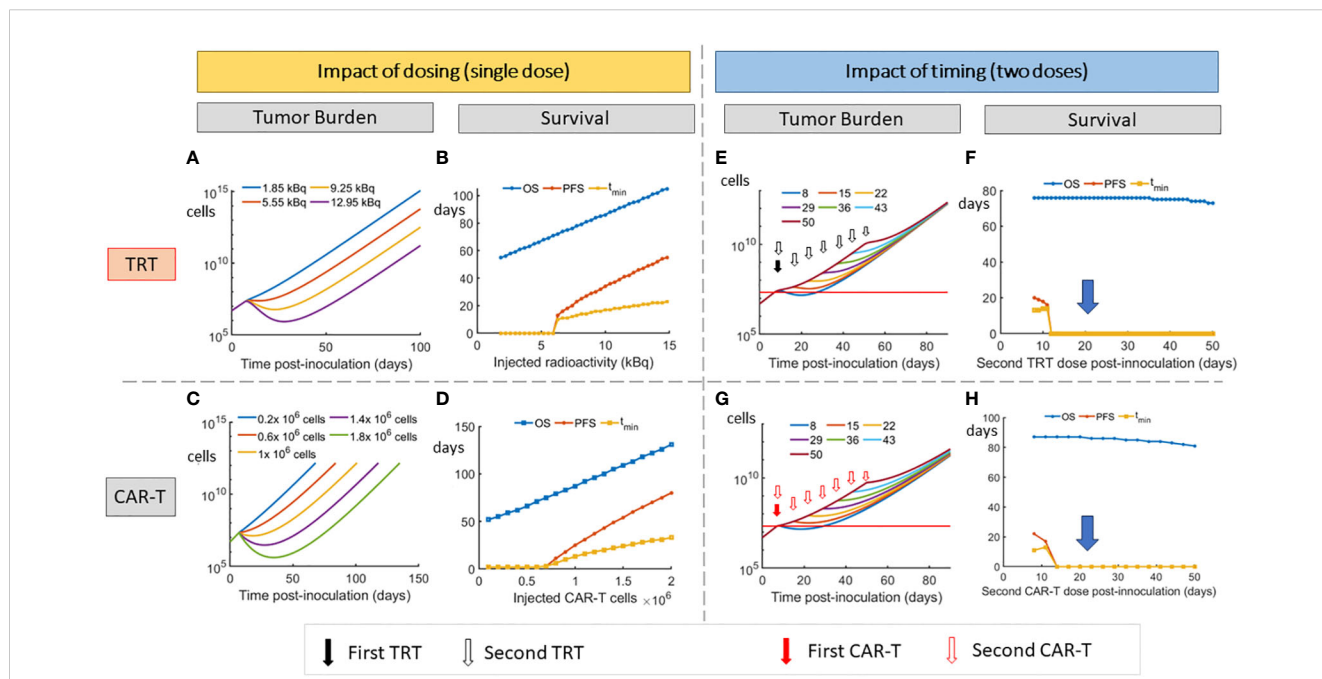 Impact of dosing (single dose)
Impact of timing (two doses)
Tumor Burden
Survival
Tumor Burden
Survival
TRT
A
1.85 kBq
9.25 kBq
5.55 kBq
12.95 kBq
cells
10^15
10^10
10^5
0
50
100
Time post-inoculation (days)
B
OS
PFS
t_min
days
100
80
60
40
20
0
0
5
10
15
Injected radioactivity (kBq)
E
cells
8
15
22
29
36
43
50
10^10
10^5
0
20
40
60
80
Time post-inoculation (days)
F
OS
PFS
t_min
80
days
60
40
20
0
0
10
20
30
40
50
Second TRT dose post-innoculation (days)
CAR-T
C
0.2x 10^6 cells
1.4x 10^6 cells
0.6x 10^6 cells
1.8x 10^6 cells
1x 10^6 cells
10^15
cells
10^10
10^5
0
50
100
150
Time post-inoculation (days)
D
OS
PFS
t_min
150
days
100
50
0
0
0.5
1
1.5
2
Injected CAR-T cells ×10^6
G
cells
8
15
22
29
36
43
50
10^10
10^5
0
20
40
60
80
Time post-inoculation (days)
H
OS
PFS
t_min
100
days
80
60
40
20
0
0
10
20
30
40
50
Second CAR-T dose post-innoculation (days)
First TRT
Second TRT
First CAR-T
Second CAR-T